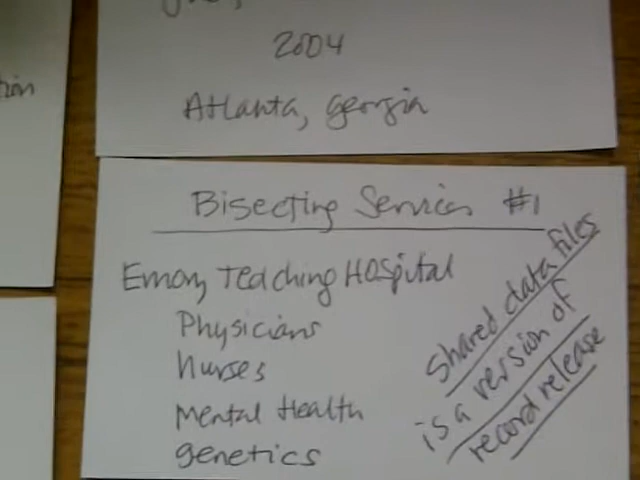 2004
Atlanta, Georgia
tion
Bisecting Services #1
Emory Teaching Hospital
Physicians
Nurses
Mental Health
Genetics
Shared data files
is a version of
record release